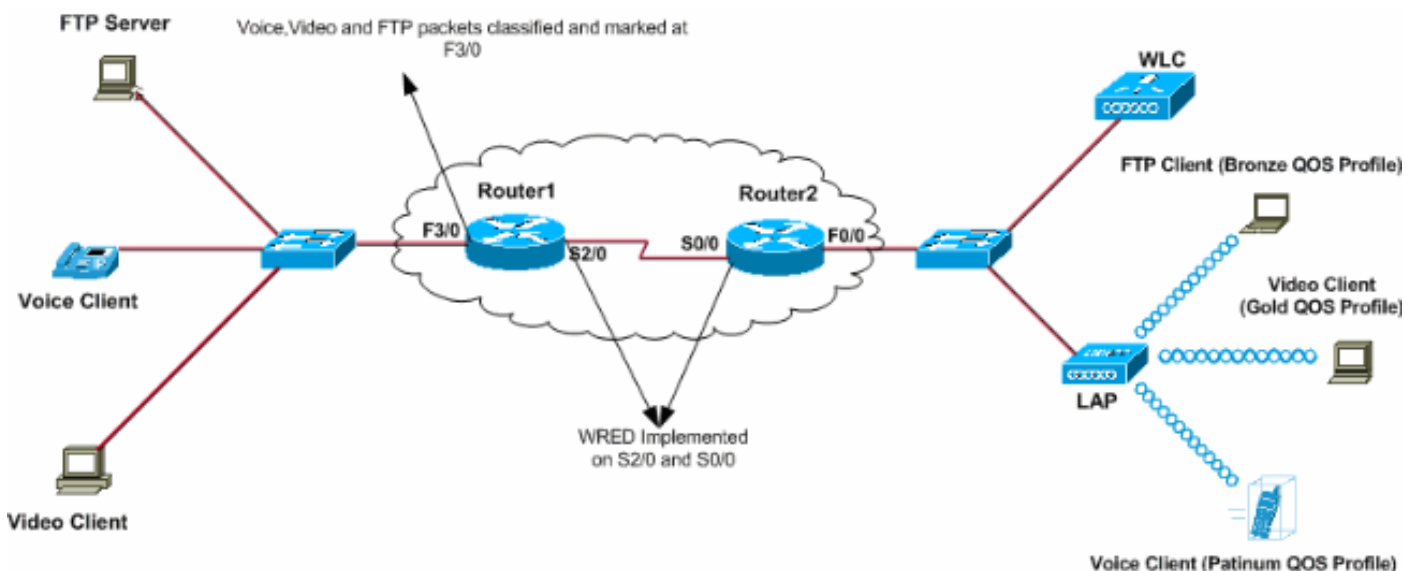 FTP Server
Voice,Video and FTP packets classified and marked at
F3/0
WLC
FTP Client (Bronze QOS Profile)
Router1
Router2
F3/0
S2/0
S0/0
F0/0
Voice Client
Video Client
(Gold QOS Profile)
LAP
WRED Implemented
on S2/0 and S0/0
Video Client
Voice Client (Patinum QOS Profile)